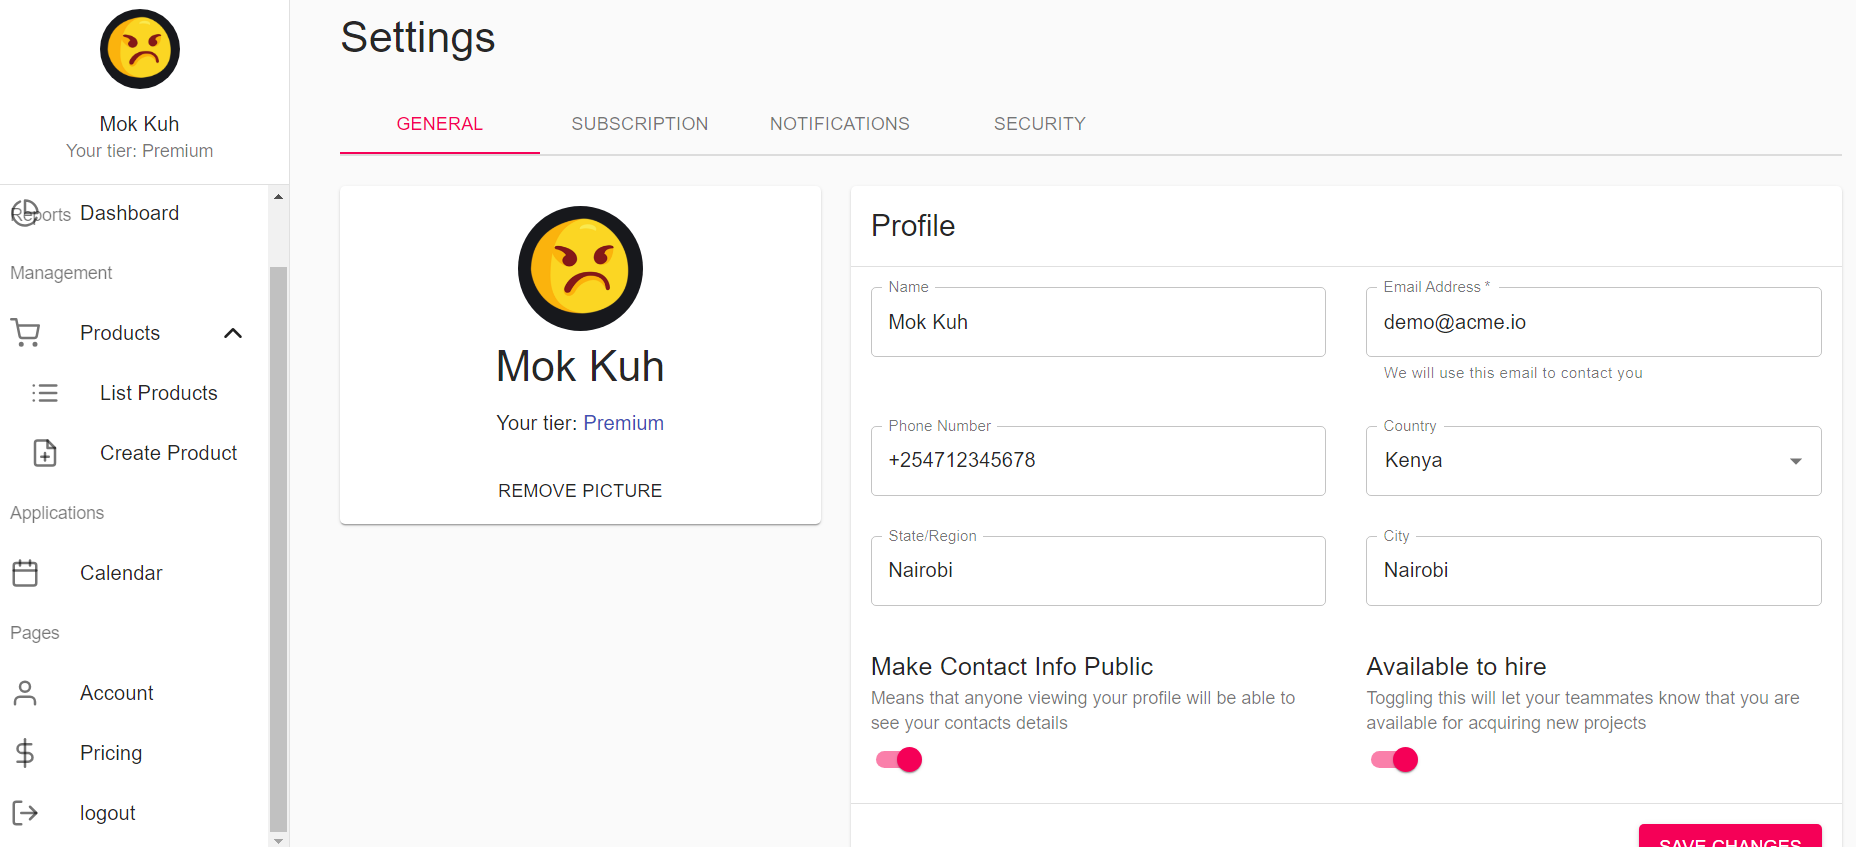 Mok Kuh
Your tier: Premium
Reports
Dashboard
Management
Products
List Products
Create Product
Applications
Calendar
Pages
Account
Pricing
logout
Settings
GENERAL
SUBSCRIPTION
NOTIFICATIONS
SECURITY
Mok Kuh
Your tier: Premium
REMOVE PICTURE
Profile
Name
Mok Kuh
Email Address *
demo@acme.io
We will use this email to contact you
Phone Number
+254712345678
Country
Kenya
State/Region
Nairobi
City
Nairobi
Make Contact Info Public
Means that anyone viewing your profile will be able to
see your contacts details
Available to hire
Toggling this will let your teammates know that you are
available for acquiring new projects
SAVE CHANGES